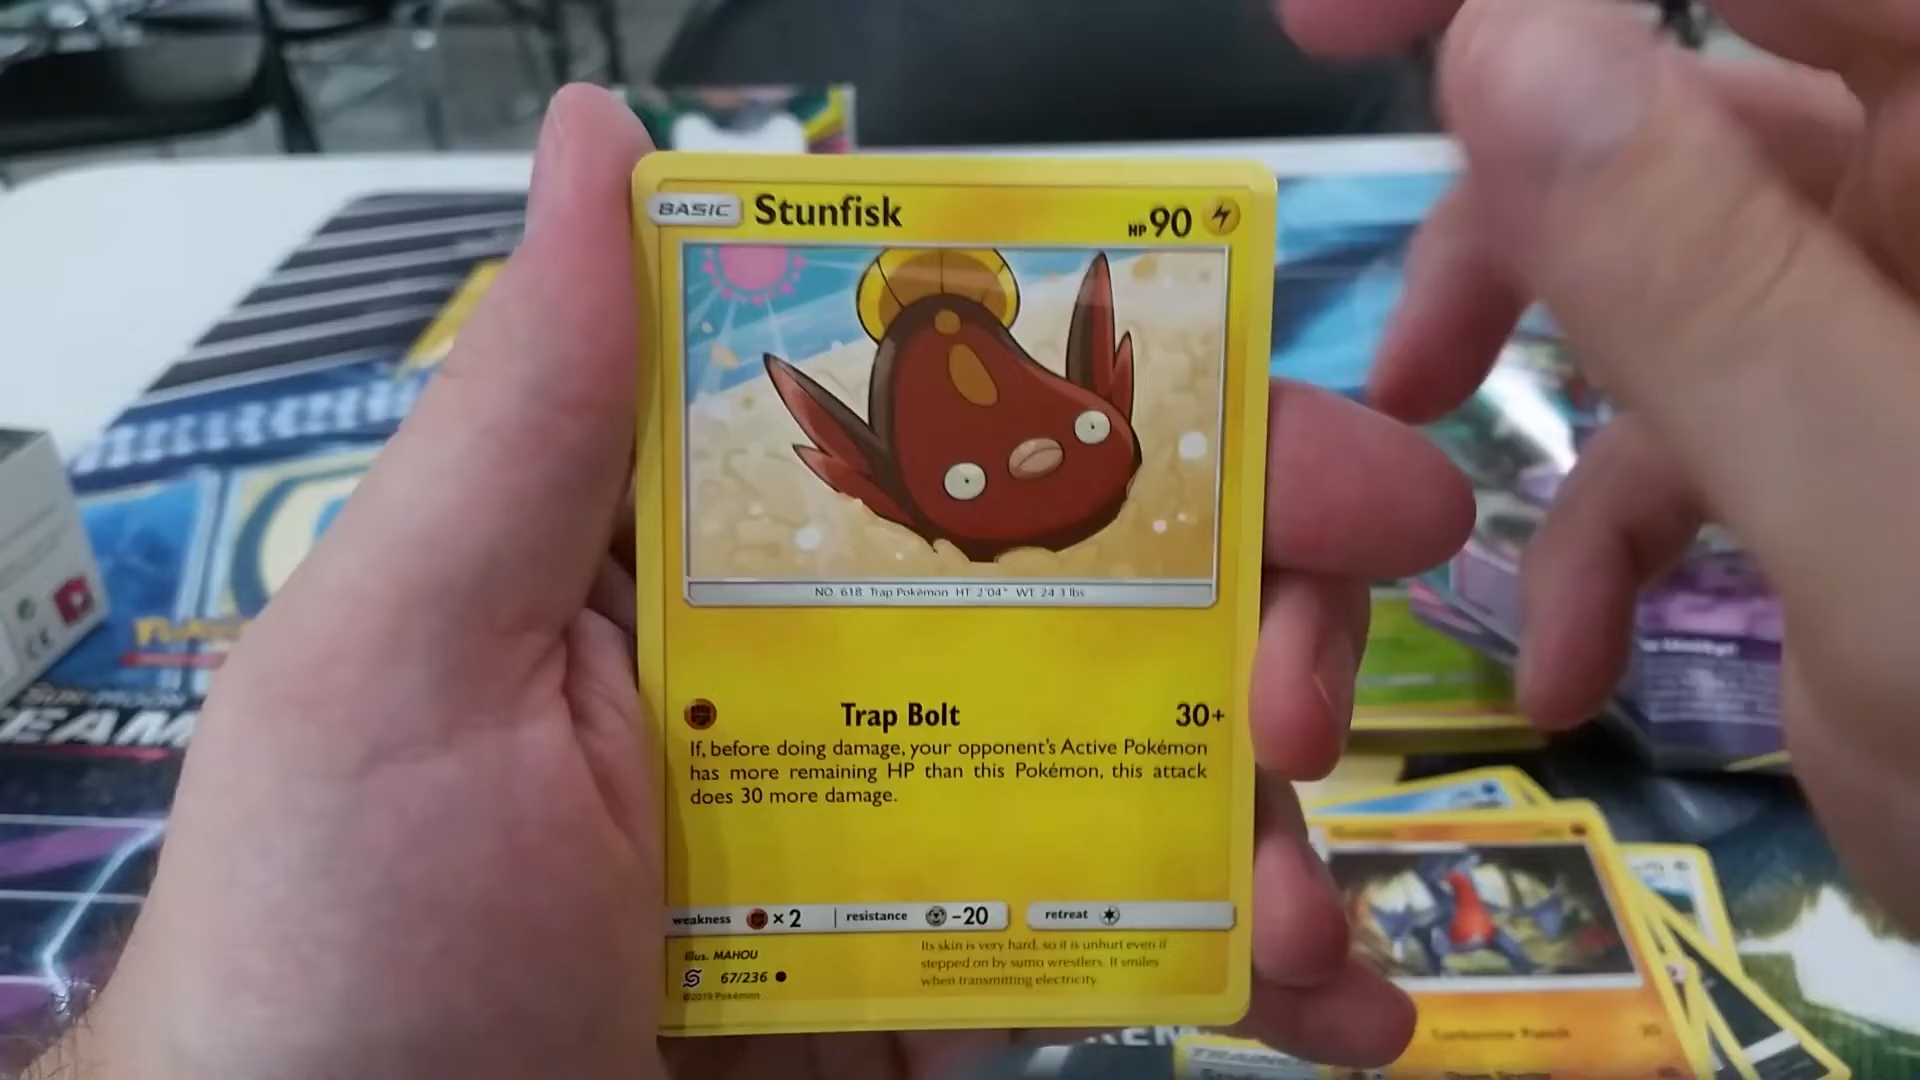 BASIC Stunfisk HP 90
NO. 618 Trap Pokémon HT 2'04" WT 24.3 lbs
Trap Bolt 30+
If, before doing damage, your opponent's Active Pokémon
has more remaining HP than this Pokémon, this attack
does 30 more damage.
weakness ×2 resistance -20 retreat
Illus. MAHOU
67/236
©2019 Pokémon
Its skin is very hard, so it is unhurt even if
stepped on by sumo wrestlers. It smiles
when transmitting electricity.
TRAINER